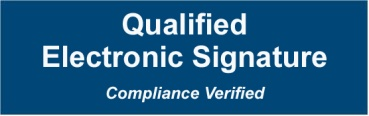 Qualified
Electronic Signature
Compliance Verified